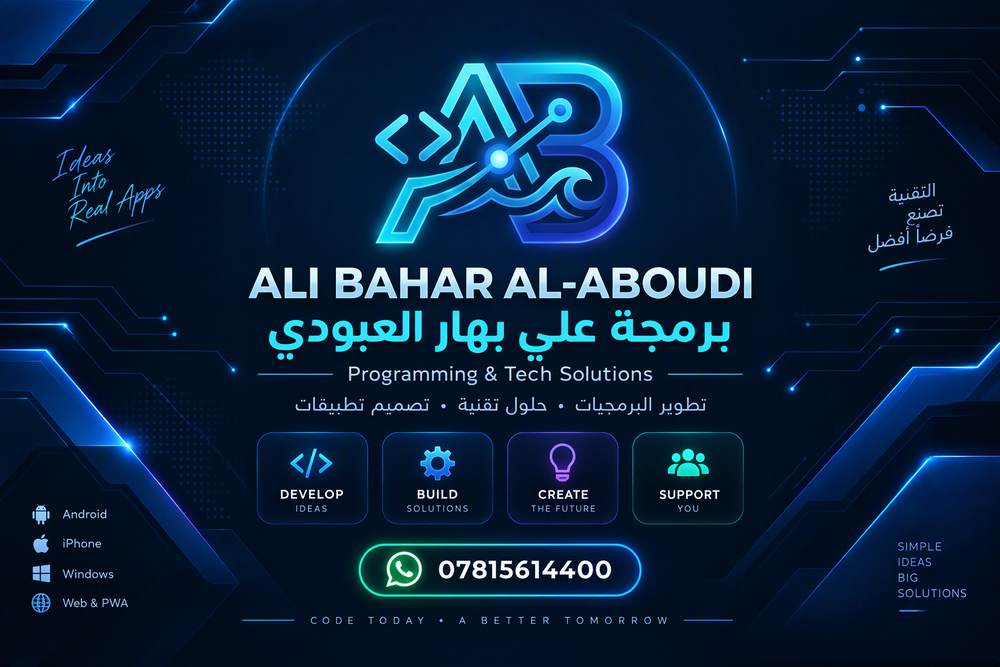 Ideas
Into
Real Apps
التقنية
تصنع
فرصاً أفضل
AB
ALI BAHAR AL-ABOUDI
برمجة علي بهار العبودي
Programming & Tech Solutions
تطوير البرمجيات • حلول تقنية • تصميم تطبيقات
DEVELOP
IDEAS
BUILD
SOLUTIONS
CREATE
THE FUTURE
SUPPORT
YOU
Android
iPhone
Windows
Web & PWA
07815614400
SIMPLE
IDEAS
BIG
SOLUTIONS
CODE TODAY • A BETTER TOMORROW